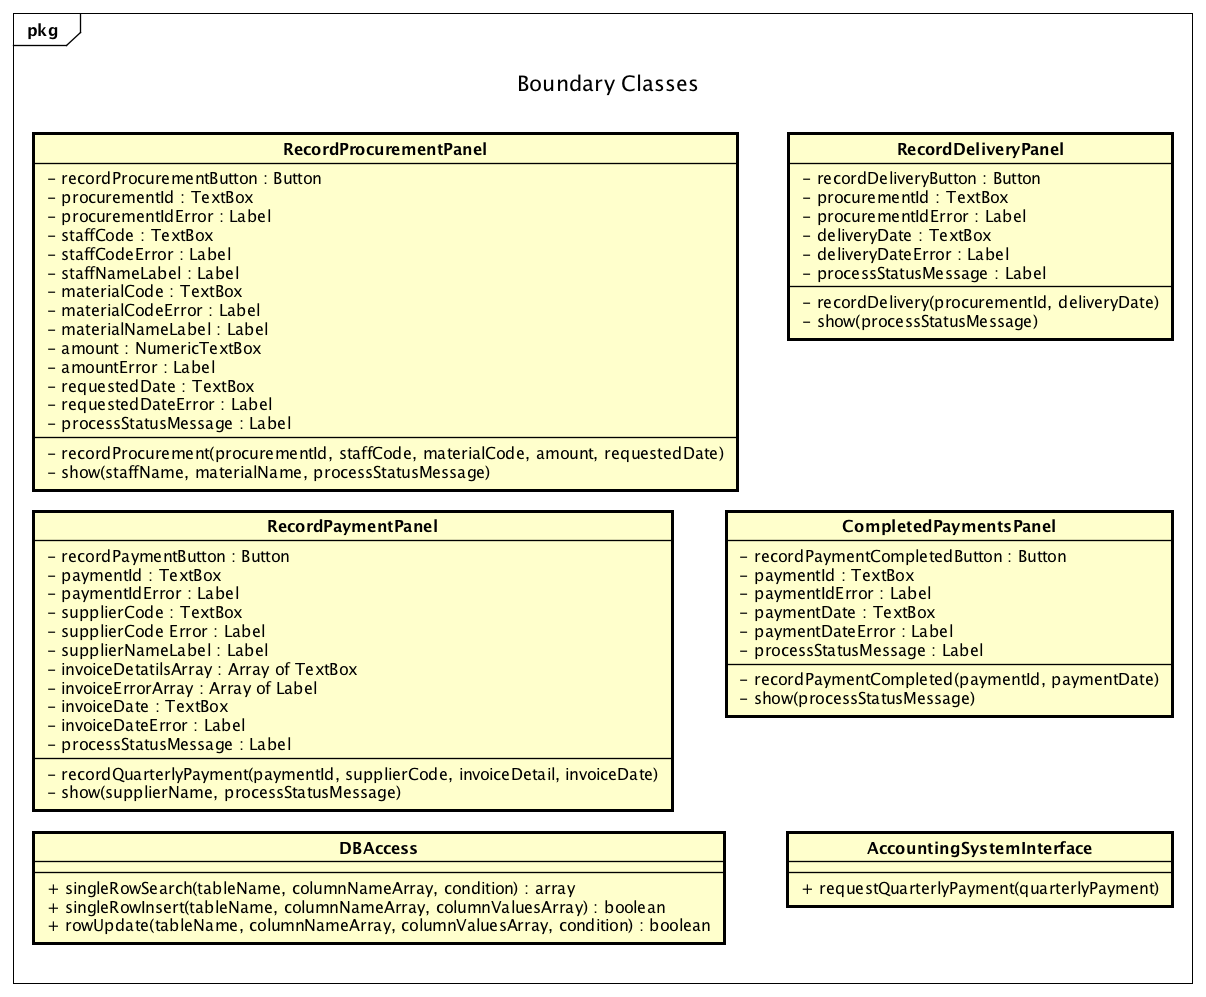 pkg
Boundary Classes
RecordProcurementPanel
- recordProcurementButton : Button
- procurementId : TextBox
- procurementIdError : Label
- staffCode : TextBox
- staffCodeError : Label
- staffNameLabel : Label
- materialCode : TextBox
- materialCodeError : Label
- materialNameLabel : Label
- amount : NumericTextBox
- amountError : Label
- requestedDate : TextBox
- requestedDateError : Label
- processStatusMessage : Label
- recordProcurement(procurementId, staffCode, materialCode, amount, requestedDate)
- show(staffName, materialName, processStatusMessage)
RecordDeliveryPanel
- recordDeliveryButton : Button
- procurementId : TextBox
- procurementIdError : Label
- deliveryDate : TextBox
- deliveryDateError : Label
- processStatusMessage : Label
- recordDelivery(procurementId, deliveryDate)
- show(processStatusMessage)
RecordPaymentPanel
- recordPaymentButton : Button
- paymentId : TextBox
- paymentIdError : Label
- supplierCode : TextBox
- supplierCode Error : Label
- supplierNameLabel : Label
- invoiceDetatilsArray : Array of TextBox
- invoiceErrorArray : Array of Label
- invoiceDate : TextBox
- invoiceDateError : Label
- processStatusMessage : Label
- recordQuarterlyPayment(paymentId, supplierCode, invoiceDetail, invoiceDate)
- show(supplierName, processStatusMessage)
CompletedPaymentsPanel
- recordPaymentCompletedButton : Button
- paymentId : TextBox
- paymentIdError : Label
- paymentDate : TextBox
- paymentDateError : Label
- processStatusMessage : Label
- recordPaymentCompleted(paymentId, paymentDate)
- show(processStatusMessage)
DBAccess
+ singleRowSearch(tableName, columnNameArray, condition) : array
+ singleRowInsert(tableName, columnNameArray, columnValuesArray) : boolean
+ rowUpdate(tableName, columnNameArray, columnValuesArray, condition) : boolean
AccountingSystemInterface
+ requestQuarterlyPayment(quarterlyPayment)